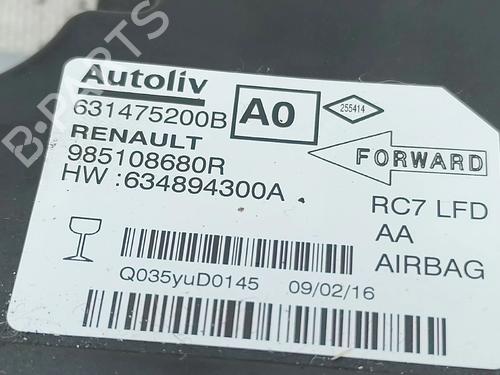 Autoliv
631475200B
A0
255414
RENAULT
985108680R
FORWARD
HW :634894300A
RC7 LFD
AA
AIRBAG
Q035yuD0145 09/02/16
B-PARTS